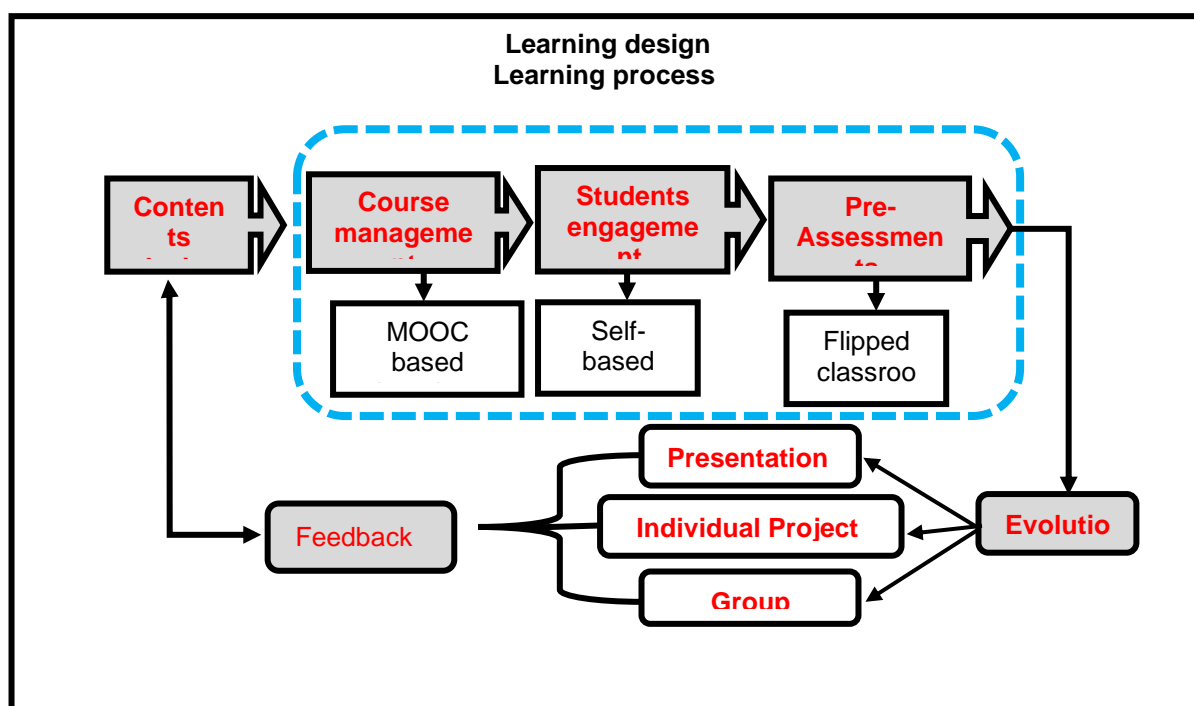 Learning design
Learning process
Conten
ts
Course
manageme
Students
engageme
nt
Pre-
Assessmen
MOOC
based
Self-
based
Flipped
classroo
Presentation
Individual Project
Group
Feedback
Evolutio